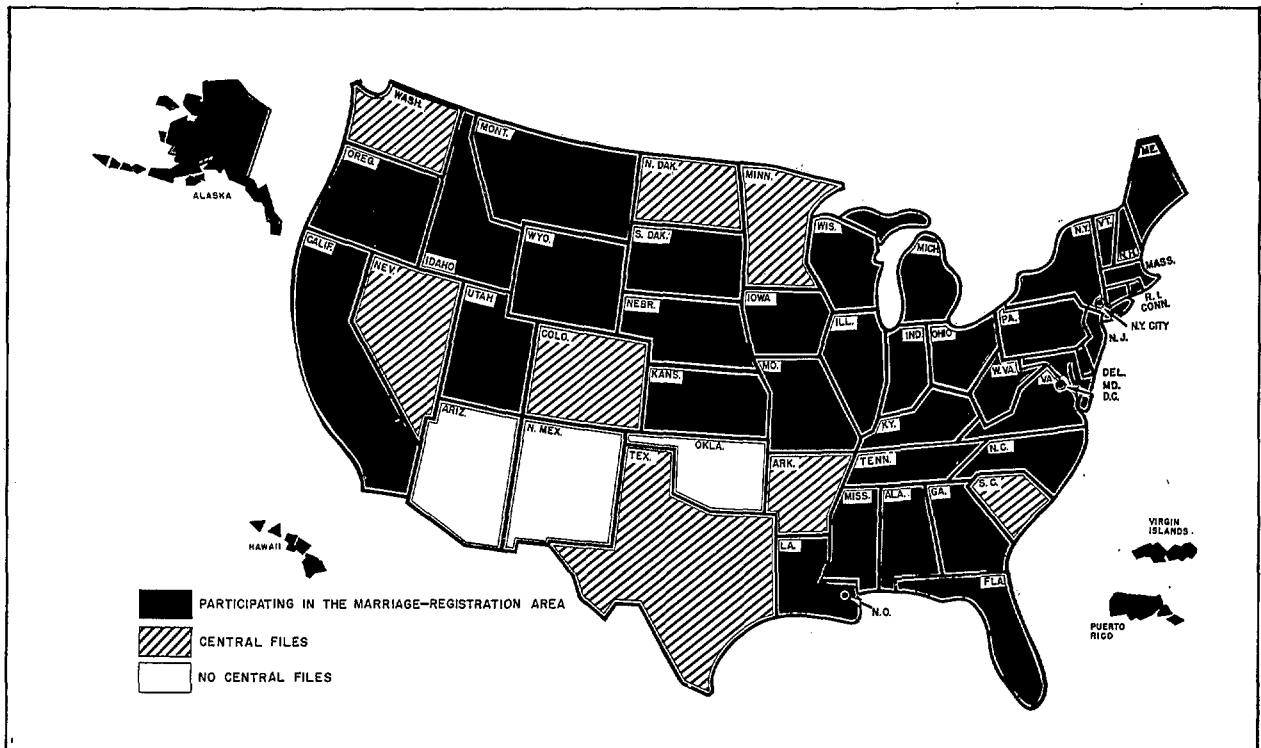 WASH.
MONT.
N. DAK.
MINN.
ME.
OREG.
ALASKA
WYO.
S. DAK.
WIS.
MICH
N.Y.
VT.
N.H.
MASS.
CALIF.
NEV.
IDAHO
UTAH
NEBR.
IOWA
R. I.
CONN.
N.Y. CITY
N. J.
COLO.
KANS.
MO.
ILL.
IND.
OHIO
PA.
W. VA.
VA.
DEL.
MD.
D.C.
ARIZ.
N. MEX.
OKLA.
TEX.
ARK.
KY.
TENN.
N.C.
S. C.
MISS.
ALA.
GA.
LA.
FLA
N.O.
HAWAII
VIRGIN
ISLANDS
PUERTO
RICO
PARTICIPATING IN THE MARRIAGE-REGISTRATION AREA
CENTRAL FILES
NO CENTRAL FILES